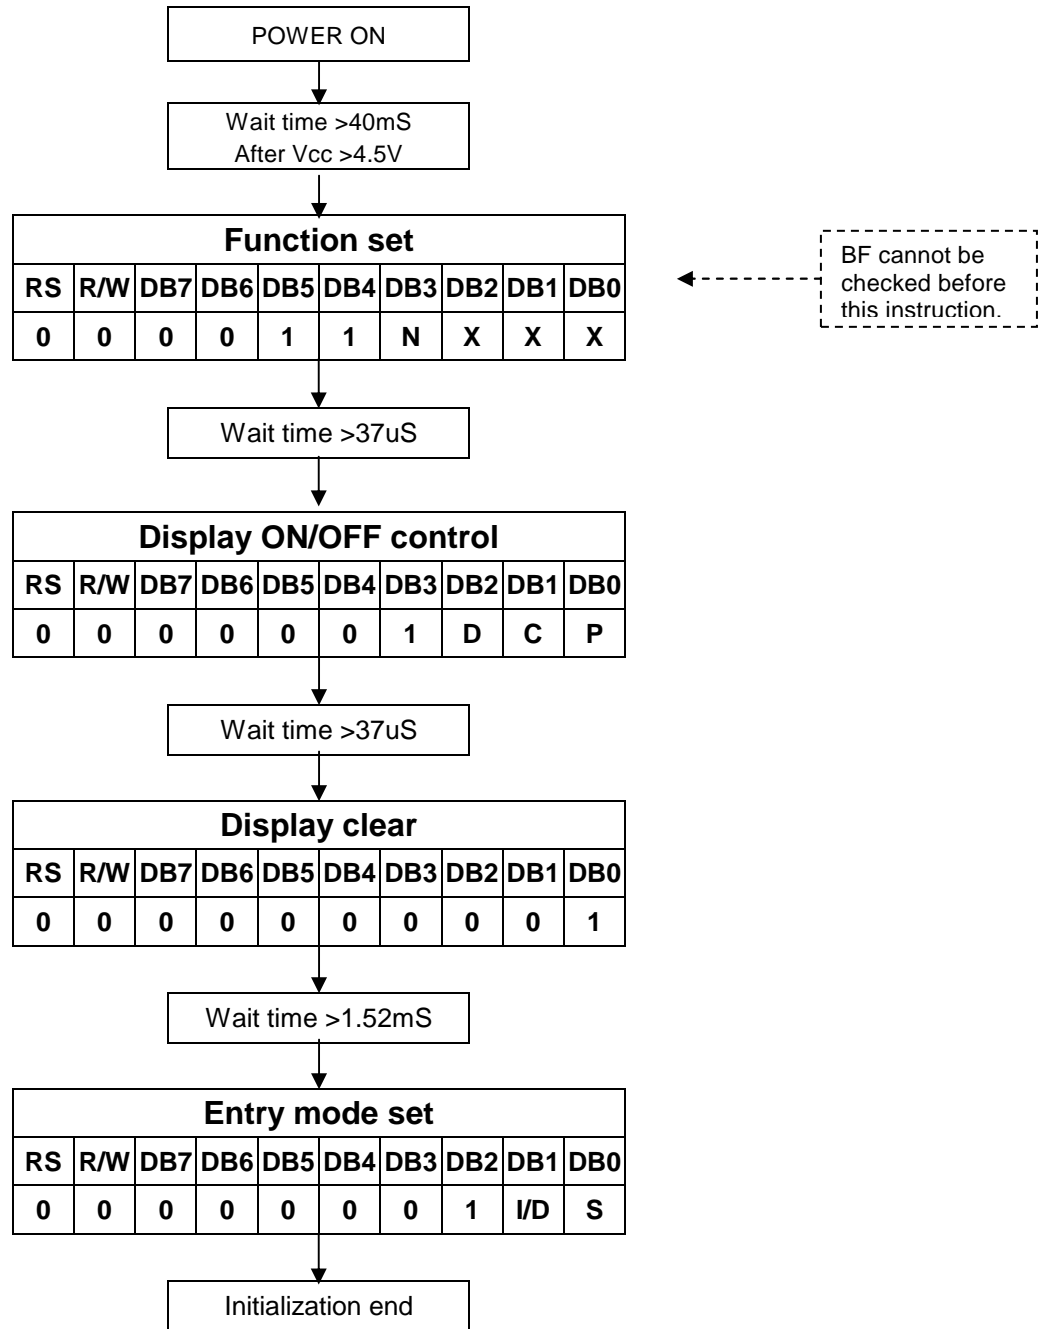 POWER ON
Wait time >40mS
After Vcc >4.5V
Function set
RS R/W DB7 DB6 DB5 DB4 DB3 DB2 DB1 DB0
0 0 0 0 1 1 N X X X
BF cannot be
checked before
this instruction.
Wait time >37uS
Display ON/OFF control
RS R/W DB7 DB6 DB5 DB4 DB3 DB2 DB1 DB0
0 0 0 0 0 0 1 D C P
Wait time >37uS
Display clear
RS R/W DB7 DB6 DB5 DB4 DB3 DB2 DB1 DB0
0 0 0 0 0 0 0 0 0 1
Wait time >1.52mS
Entry mode set
RS R/W DB7 DB6 DB5 DB4 DB3 DB2 DB1 DB0
0 0 0 0 0 0 0 1 I/D S
Initialization end